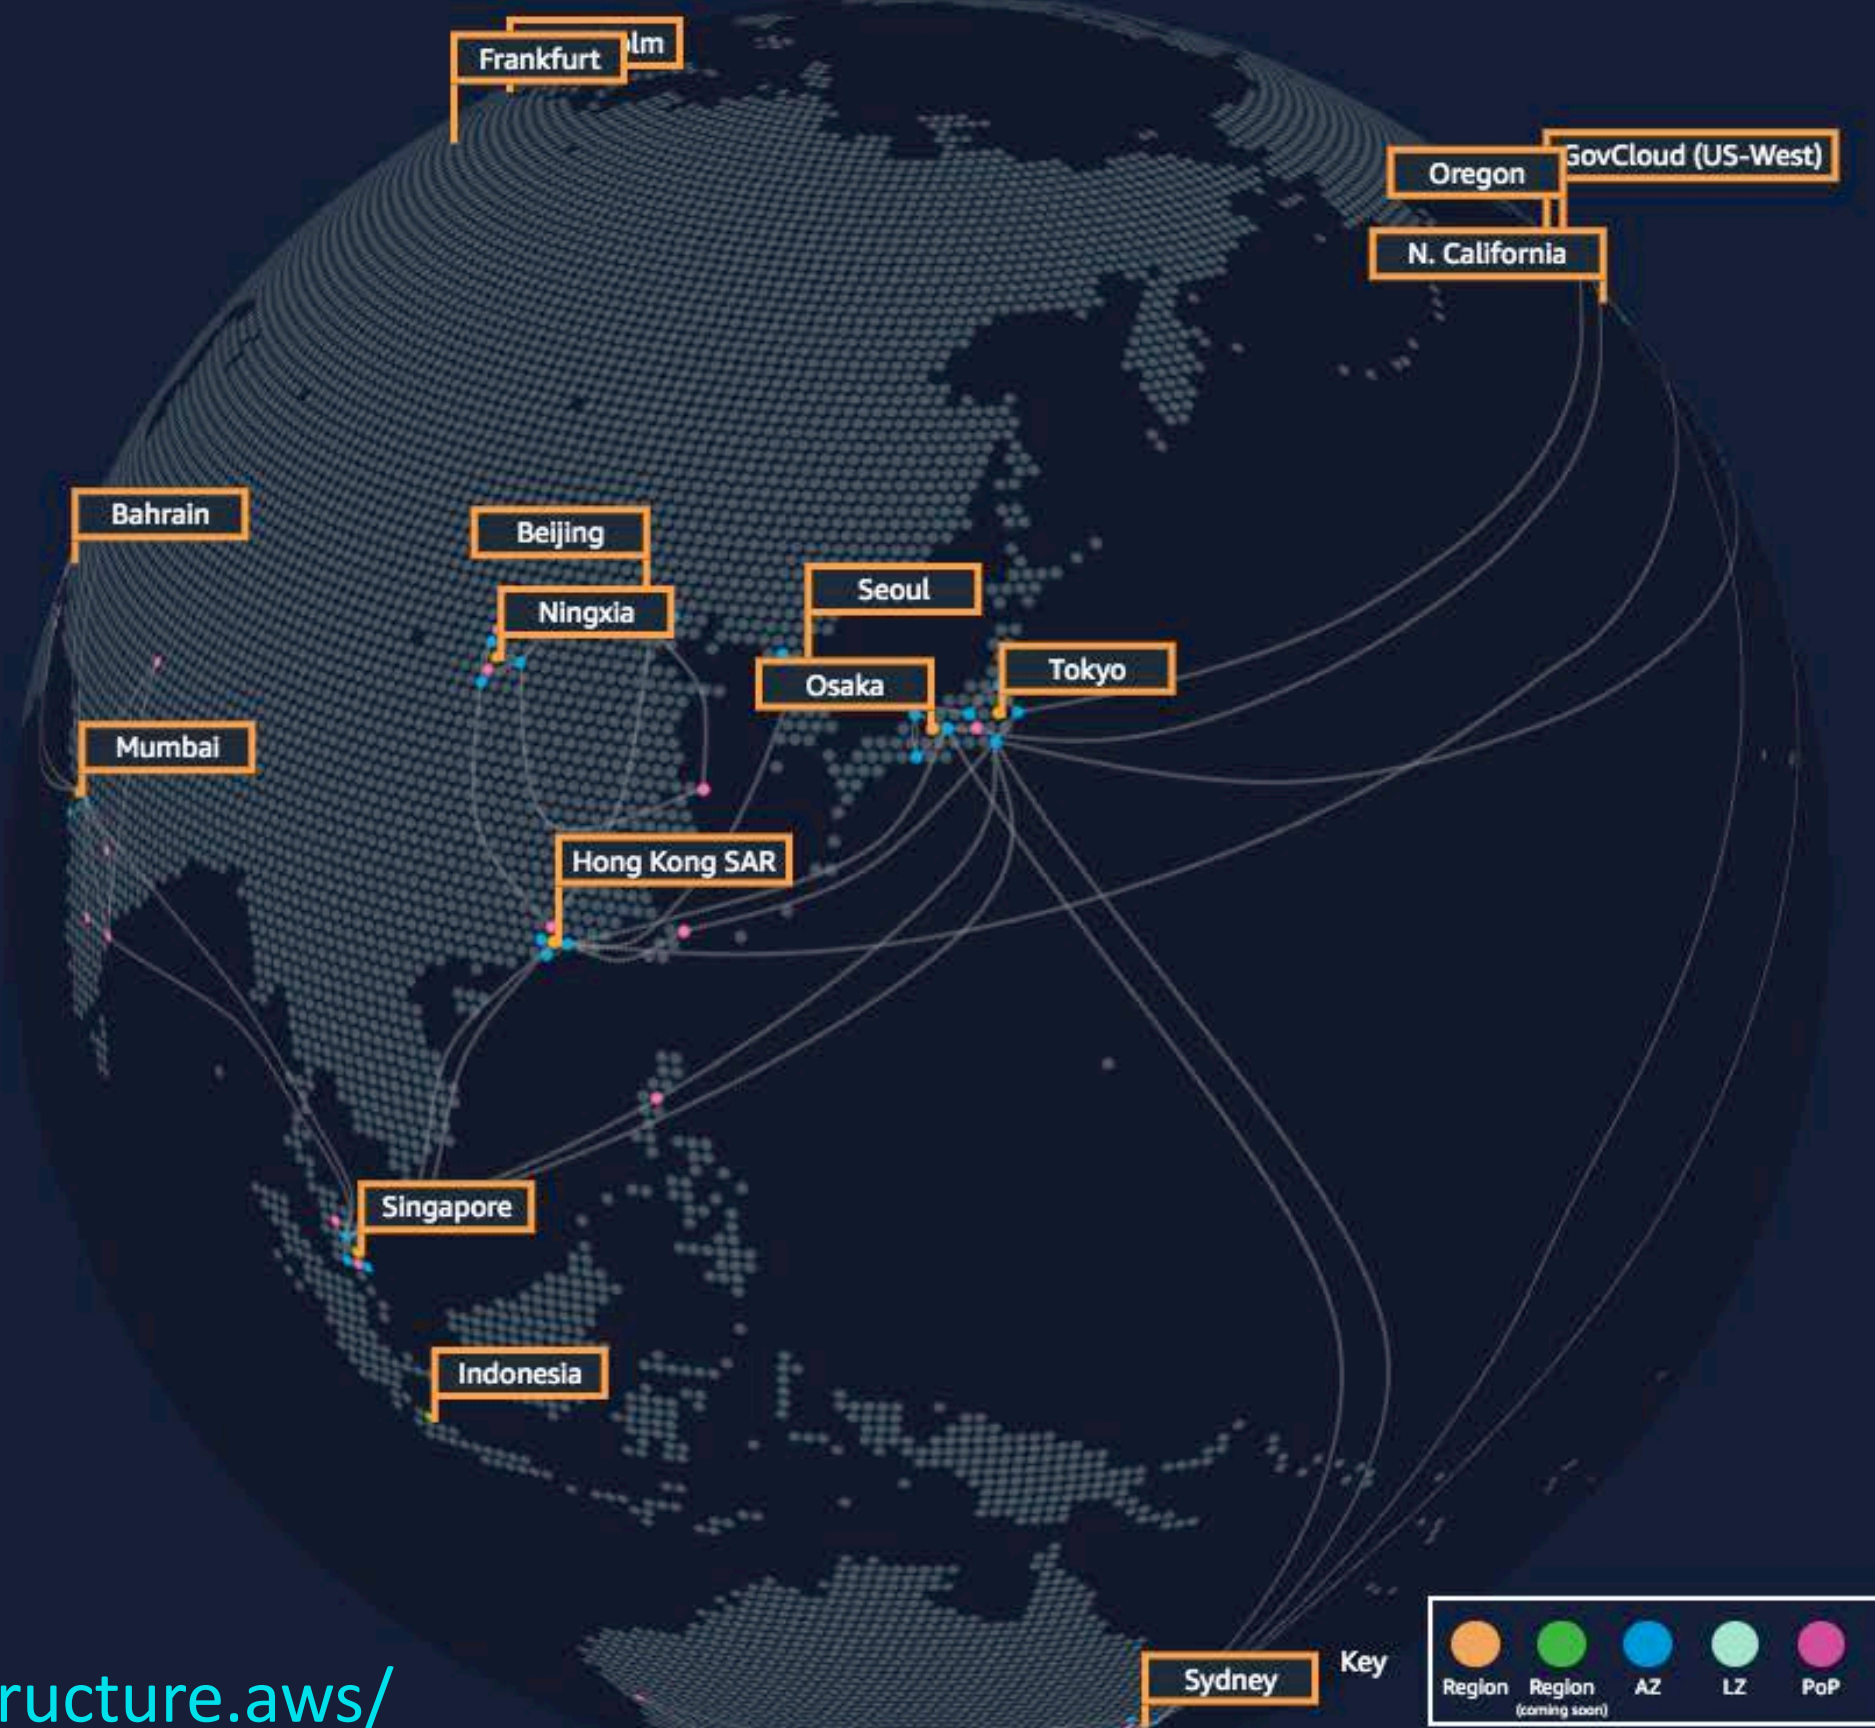 lm
Frankfurt
GovCloud (US-West)
Oregon
N. California
Bahrain
Beijing
Seoul
Ningxia
Tokyo
Osaka
Mumbai
Hong Kong SAR
Singapore
Indonesia
Sydney
Key
Region
Region
(coming soon)
AZ
LZ
PoP
ructure.aws/